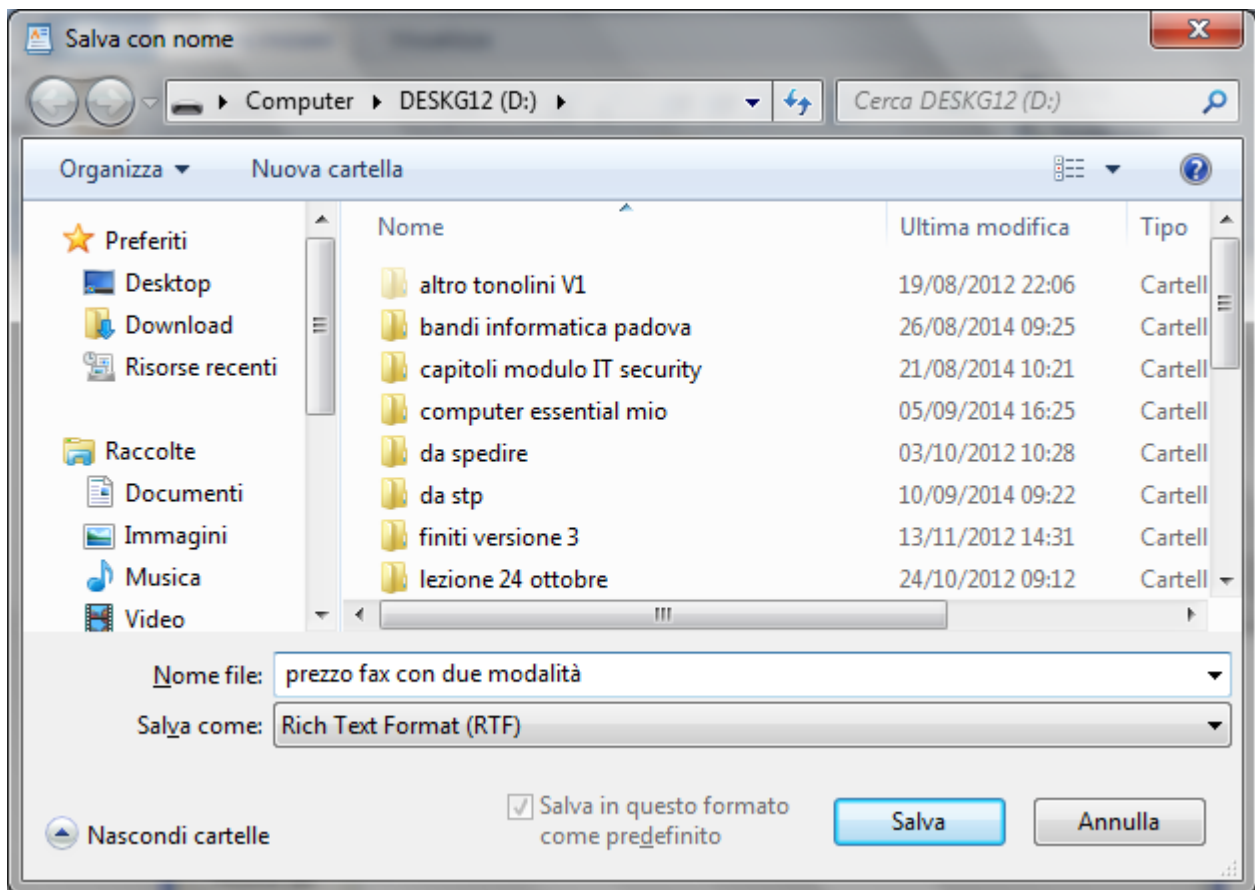 Salva con nome
Computer DESKG12 (D:) Cerca DESKG12 (D:)
Organizza Nuova cartella
Preferiti
Desktop
Download
Risorse recenti
Raccolte
Documenti
Immagini
Musica
Video
Nome Ultima modifica Tipo
altro tonolini V1 19/08/2012 22:06 Cartell
bandi informatica padova 26/08/2014 09:25 Cartell
capitoli modulo IT security 21/08/2014 10:21 Cartell
computer essential mio 05/09/2014 16:25 Cartell
da spedire 03/10/2012 10:28 Cartell
da stp 10/09/2014 09:22 Cartell
finiti versione 3 13/11/2012 14:31 Cartell
lezione 24 ottobre 24/10/2012 09:12 Cartell
Nome file: prezzo fax con due modalità
Salva come: Rich Text Format (RTF)
Nascondi cartelle
Salva in questo formato
come predefinito
Salva Annulla